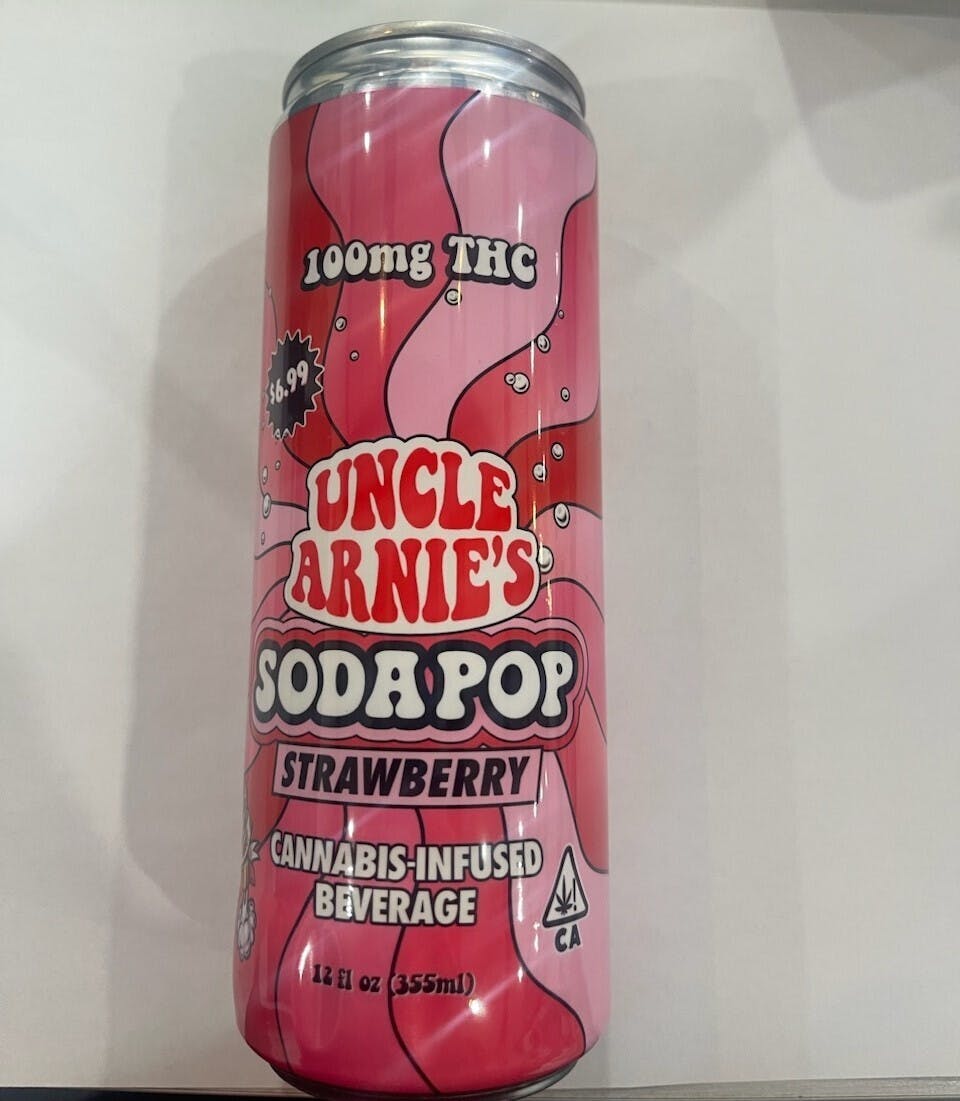 100mg THC
$6.99
UNCLE
ARNIE'S
SODA POP
STRAWBERRY
CANNABIS-INFUSED
BEVERAGE
!
CA
12 fl oz (355ml)